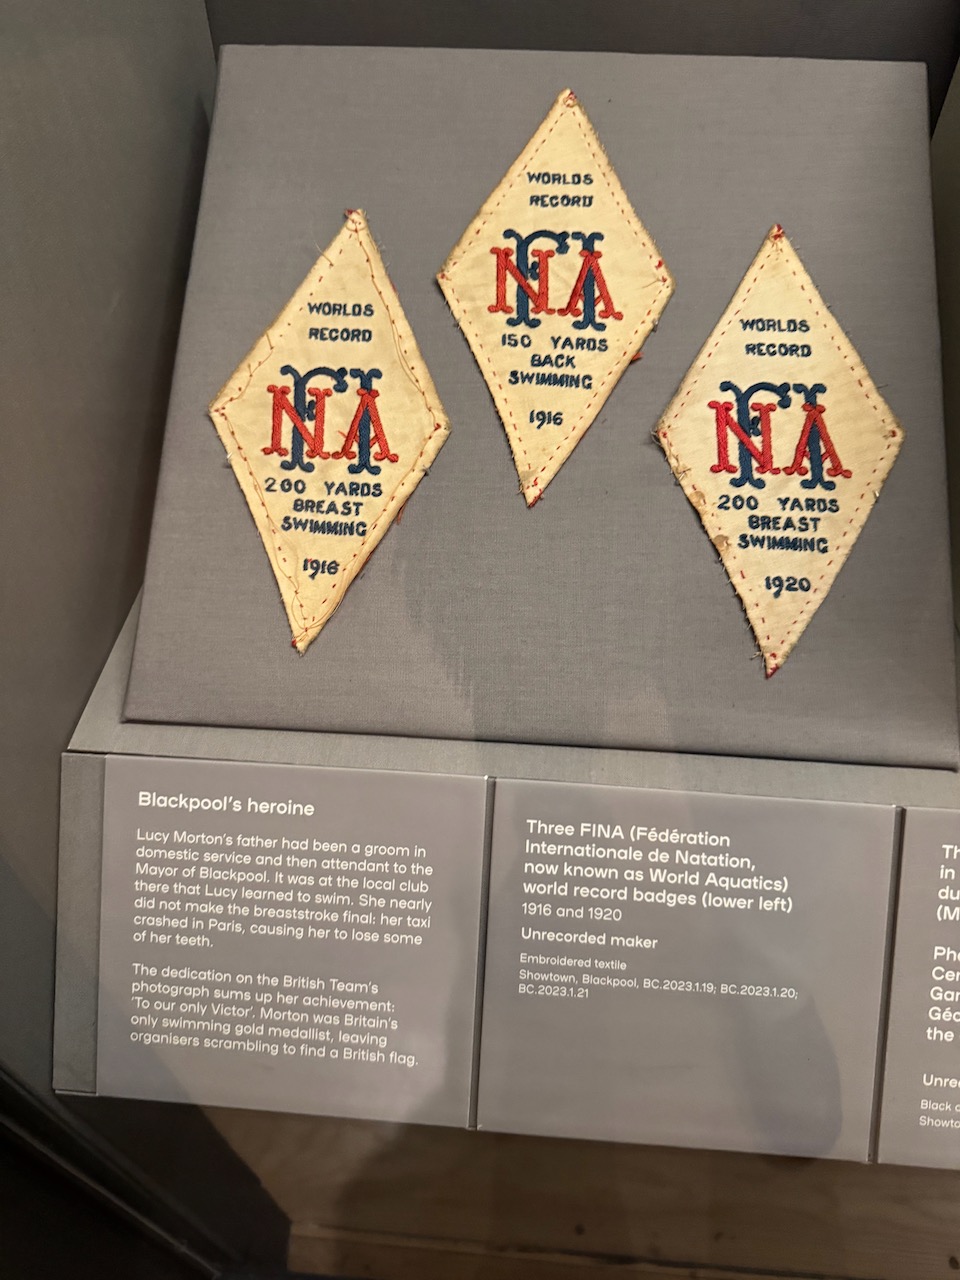 WORLDS
RECORD
FINA
200 YARDS
BREAST
SWIMMING
1916
WORLDS
RECORD
FINA
150 YARDS
BACK
SWIMMING
1916
WORLDS
RECORD
FINA
200 YARDS
BREAST
SWIMMING
1920
Blackpool's heroine
Lucy Morton's father had been a groom in
domestic service and then attendant to the
Mayor of Blackpool. It was at the local club
there that Lucy learned to swim. She nearly
did not make the breaststroke final: her taxi
crashed in Paris, causing her to lose some
of her teeth.
The dedication on the British Team's
photograph sums up her achievement:
'To our only Victor'. Morton was Britain's
only swimming gold medallist, leaving
organisers scrambling to find a British flag.
Three FINA (Fédération
Internationale de Natation,
now known as World Aquatics)
world record badges (lower left)
1916 and 1920
Unrecorded maker
Embroidered textile
Showtown, Blackpool, BC.2023.1.19; BC.2023.1.20;
BC.2023.1.21
in
the
Black